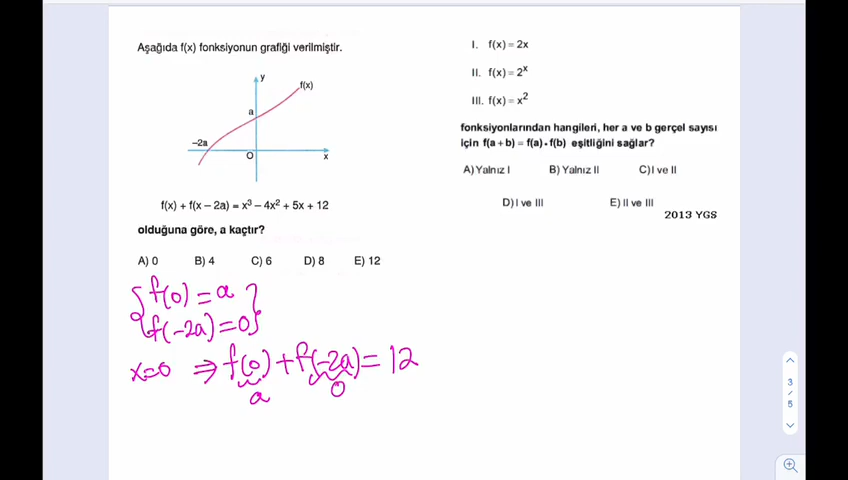 Aşağıda f(x) fonksiyonun grafiği verilmiştir.
y
f(x)
a
−2a
O
x
f(x) + f(x − 2a) = x³ − 4x² + 5x + 12
olduğuna göre, a kaçtır?
A) 0 B) 4 C) 6 D) 8 E) 12
{f(0) = a}
{f(−2a) = 0}
x=0 ⇒ f(0) + f(−2a) = 12
a 0
I. f(x) = 2x
II. f(x) = 2ˣ
III. f(x) = x²
fonksiyonlarından hangileri, her a ve b gerçel sayısı
için f(a + b) = f(a) • f(b) eşitliğini sağlar?
A) Yalnız I B) Yalnız II C) I ve II
D) I ve III E) II ve III
2013 YGS
3
/
5